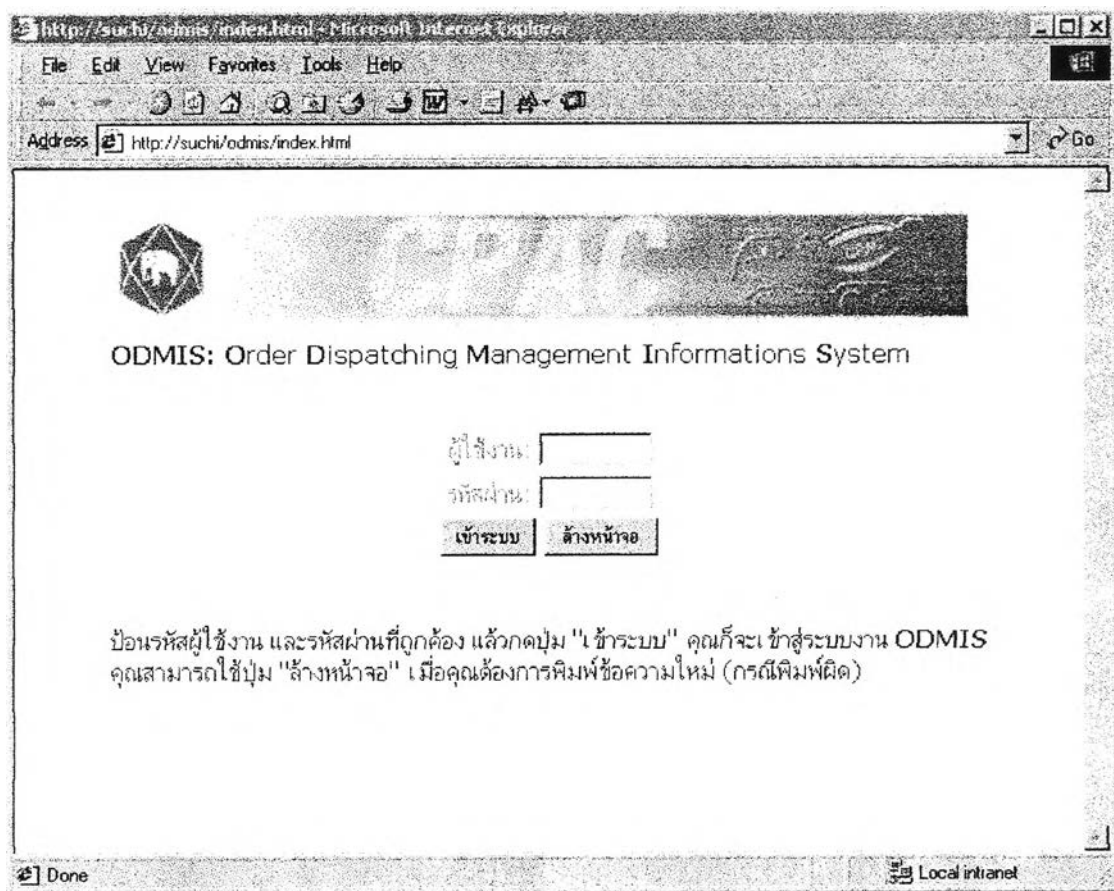 http://suchi/odmis/index.html - Microsoft Internet Explorer
File Edit View Favorites Tools Help
Address http://suchi/odmis/index.html Go
CPAC
ODMIS: Order Dispatching Management Informations System
ผู้ใช้งาน:
รหัสผ่าน:
เข้าระบบ ล้างหน้าจอ
ป้อนรหัสผู้ใช้งาน และรหัสผ่านที่ถูกค้อง แล้วกดปุ่ม "เข้าระบบ" คุณก็จะเข้าสู่ระบบงาน ODMIS
คุณสามารถใช้ปุ่ม "ล้างหน้าจอ" เมื่อคุณต้องการพิมพ์ข้อความใหม่ (กรณีพิมพ์ผิด)
Done Local intranet